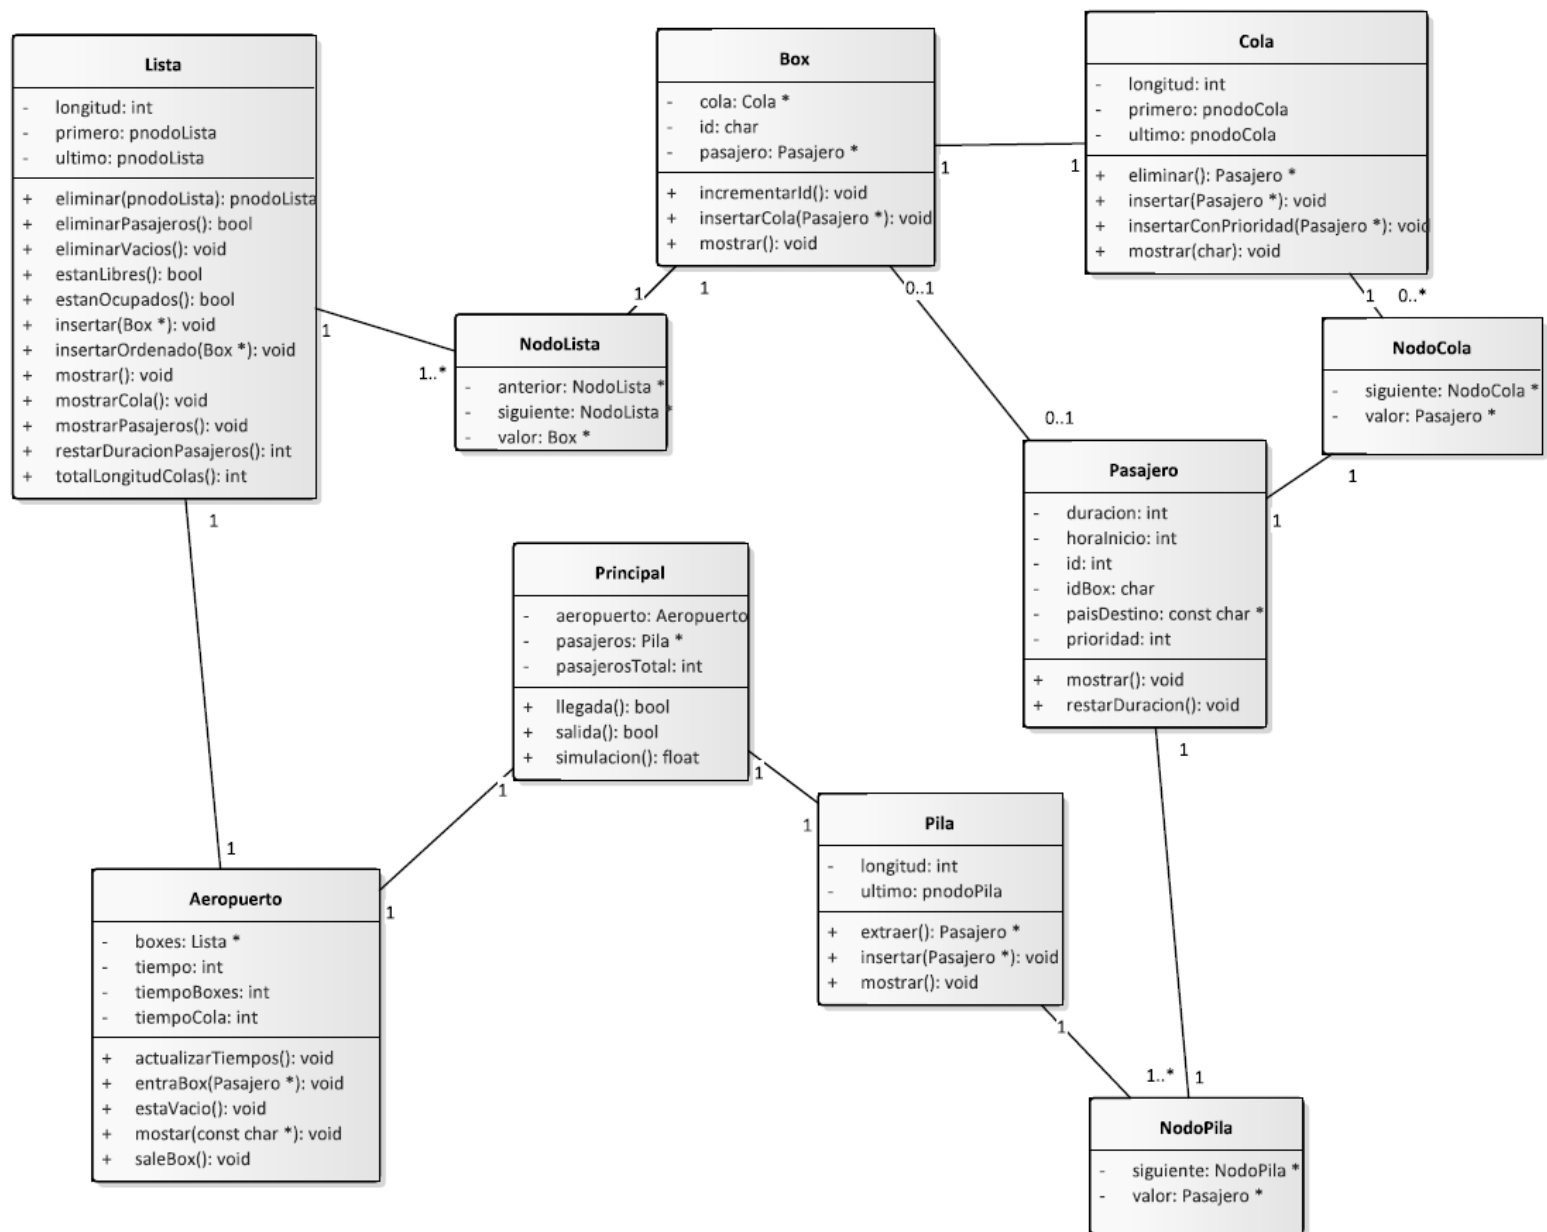 Lista
- longitud: int
- primero: pnodoLista
- ultimo: pnodoLista
+ eliminar(pnodoLista): pnodoLista
+ eliminarPasajeros(): bool
+ eliminarVacios(): void
+ estanLibres(): bool
+ estanOcupados(): bool
+ insertar(Box *): void
+ insertarOrdenado(Box *): void
+ mostrar(): void
+ mostrarCola(): void
+ mostrarPasajeros(): void
+ restarDuracionPasajeros(): int
+ totalLongitudColas(): int
1
1..*
1
1
Box
- cola: Cola *
- id: char
- pasajero: Pasajero *
+ incrementarId(): void
+ insertarCola(Pasajero *): void
+ mostrar(): void
1
1
1
1
0..1
0..1
Cola
- longitud: int
- primero: pnodoCola
- ultimo: pnodoCola
+ eliminar(): Pasajero *
+ insertar(Pasajero *): void
+ insertarConPrioridad(Pasajero *): void
+ mostrar(char): void
1
0..*
NodoLista
- anterior: NodoLista *
- siguiente: NodoLista *
- valor: Box *
NodoCola
- siguiente: NodoCola *
- valor: Pasajero *
1
1
Pasajero
- duracion: int
- horaInicio: int
- id: int
- idBox: char
- paisDestino: const char *
- prioridad: int
+ mostrar(): void
+ restarDuracion(): void
1
1
Principal
- aeropuerto: Aeropuerto
- pasajeros: Pila *
- pasajerosTotal: int
+ llegada(): bool
+ salida(): bool
+ simulacion(): float
1
1
1
1
Pila
- longitud: int
- ultimo: pnodoPila
+ extraer(): Pasajero *
+ insertar(Pasajero *): void
+ mostrar(): void
1
1..*
Aeropuerto
- boxes: Lista *
- tiempo: int
- tiempoBoxes: int
- tiempoCola: int
+ actualizarTiempos(): void
+ entraBox(Pasajero *): void
+ estaVacio(): void
+ mostar(const char *): void
+ saleBox(): void
NodoPila
- siguiente: NodoPila *
- valor: Pasajero *